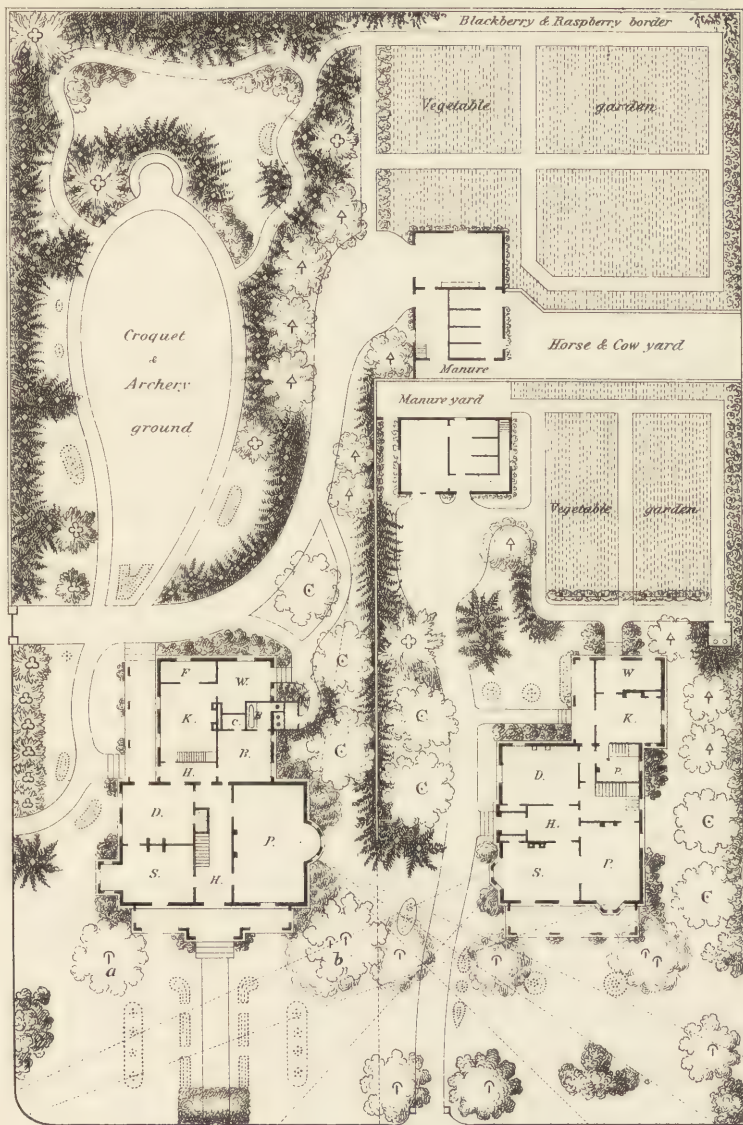 Blackberry & Raspberry border
Vegetable garden
Croquet
&
Archery
ground
Horse & Cow yard
Manure
Manure yard
Vegetable garden
C
C
C
C
C
C
C
C
F
W.
K.
C
B
R.
H.
D.
P.
S.
H.
W
K.
P.
D.
H.
S.
P.
a
b